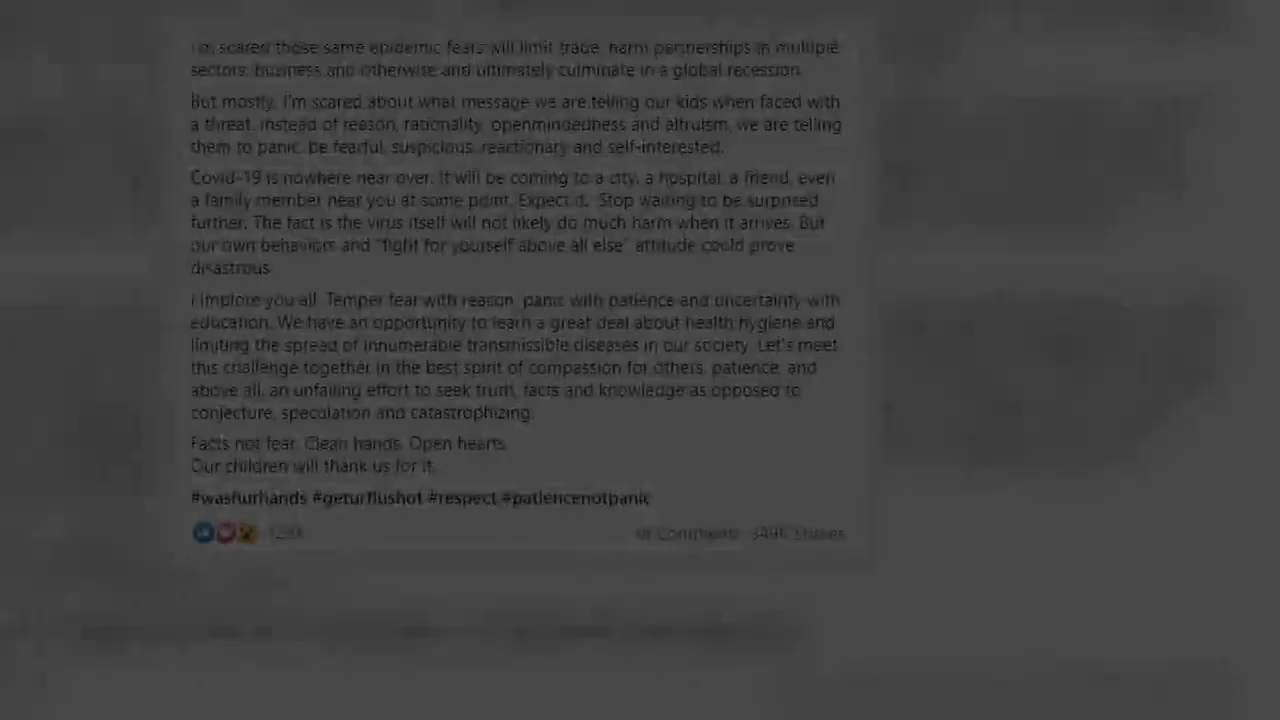 I'm scared those same epidemic fears will limit trade, harm partnerships in multiple
sectors, business and otherwise and ultimately culminate in a global recession.
But mostly, I'm scared about what message we are telling our kids when faced with
a threat. Instead of reason, rationality, openmindedness and altruism, we are telling
them to panic, be fearful, suspicious, reactionary and self-interested.
Covid-19 is nowhere near over. It will be coming to a city, a hospital, a friend, even
a family member near you at some point. Expect it. Stop waiting to be surprised
further. The fact is the virus itself will not likely do much harm when it arrives. But
our own behaviors and "fight for yourself above all else" attitude could prove
disastrous.
I implore you all. Temper fear with reason, panic with patience and uncertainty with
education. We have an opportunity to learn a great deal about health hygiene and
limiting the spread of innumerable transmissible diseases in our society. Let's meet
this challenge together in the best spirit of compassion for others, patience, and
above all, an unfailing effort to seek truth, facts and knowledge as opposed to
conjecture, speculation and catastrophizing.
Facts not fear. Clean hands. Open hearts.
Our children will thank us for it.
#washurhands #geturflushot #respect #patiencenotpanic
Comments Shares